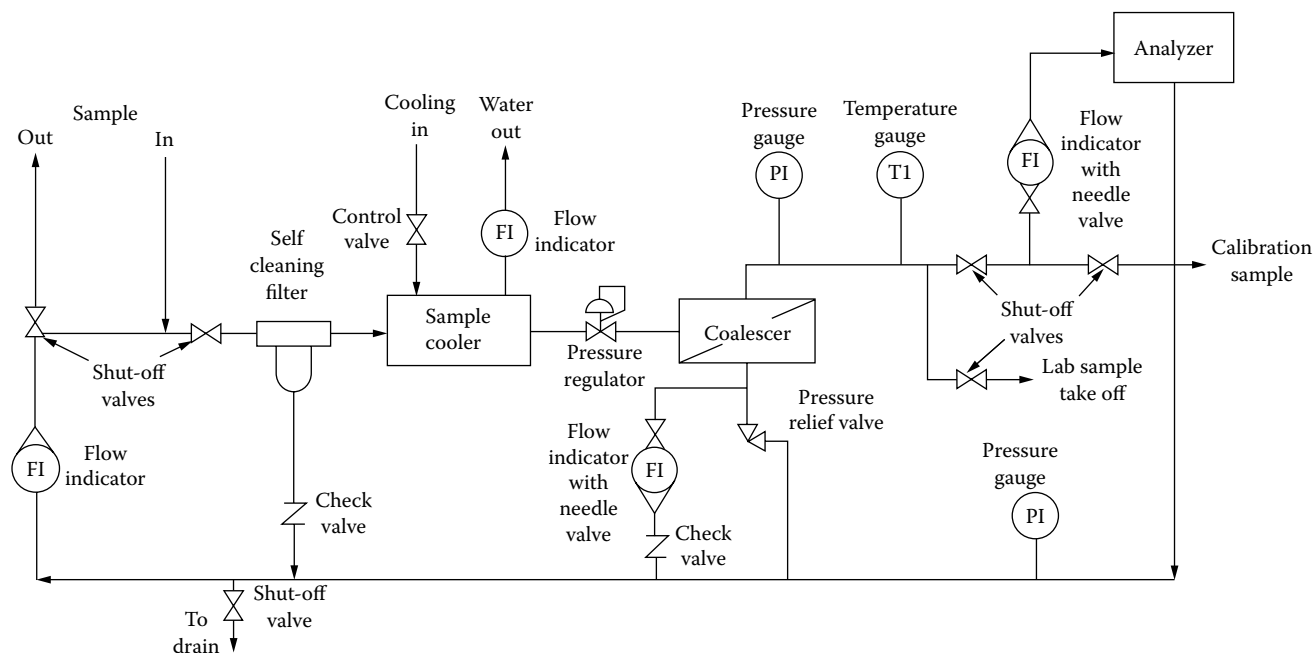 Analyzer
Sample
Out
In
Cooling
in
Water
out
Pressure
gauge
Temperature
gauge
Flow
indicator
with
needle
valve
FI
PI
T1
Control
valve
FI
Flow
indicator
Self
cleaning
filter
Calibration
sample
Sample
cooler
Coalescer
Shut-off
valves
Shut-off
valves
Pressure
regulator
Lab sample
take off
Pressure
relief valve
FI
Flow
indicator
Flow
indicator
with
needle
valve
FI
Pressure
gauge
PI
Check
valve
Check
valve
Shut-off
valve
To
drain